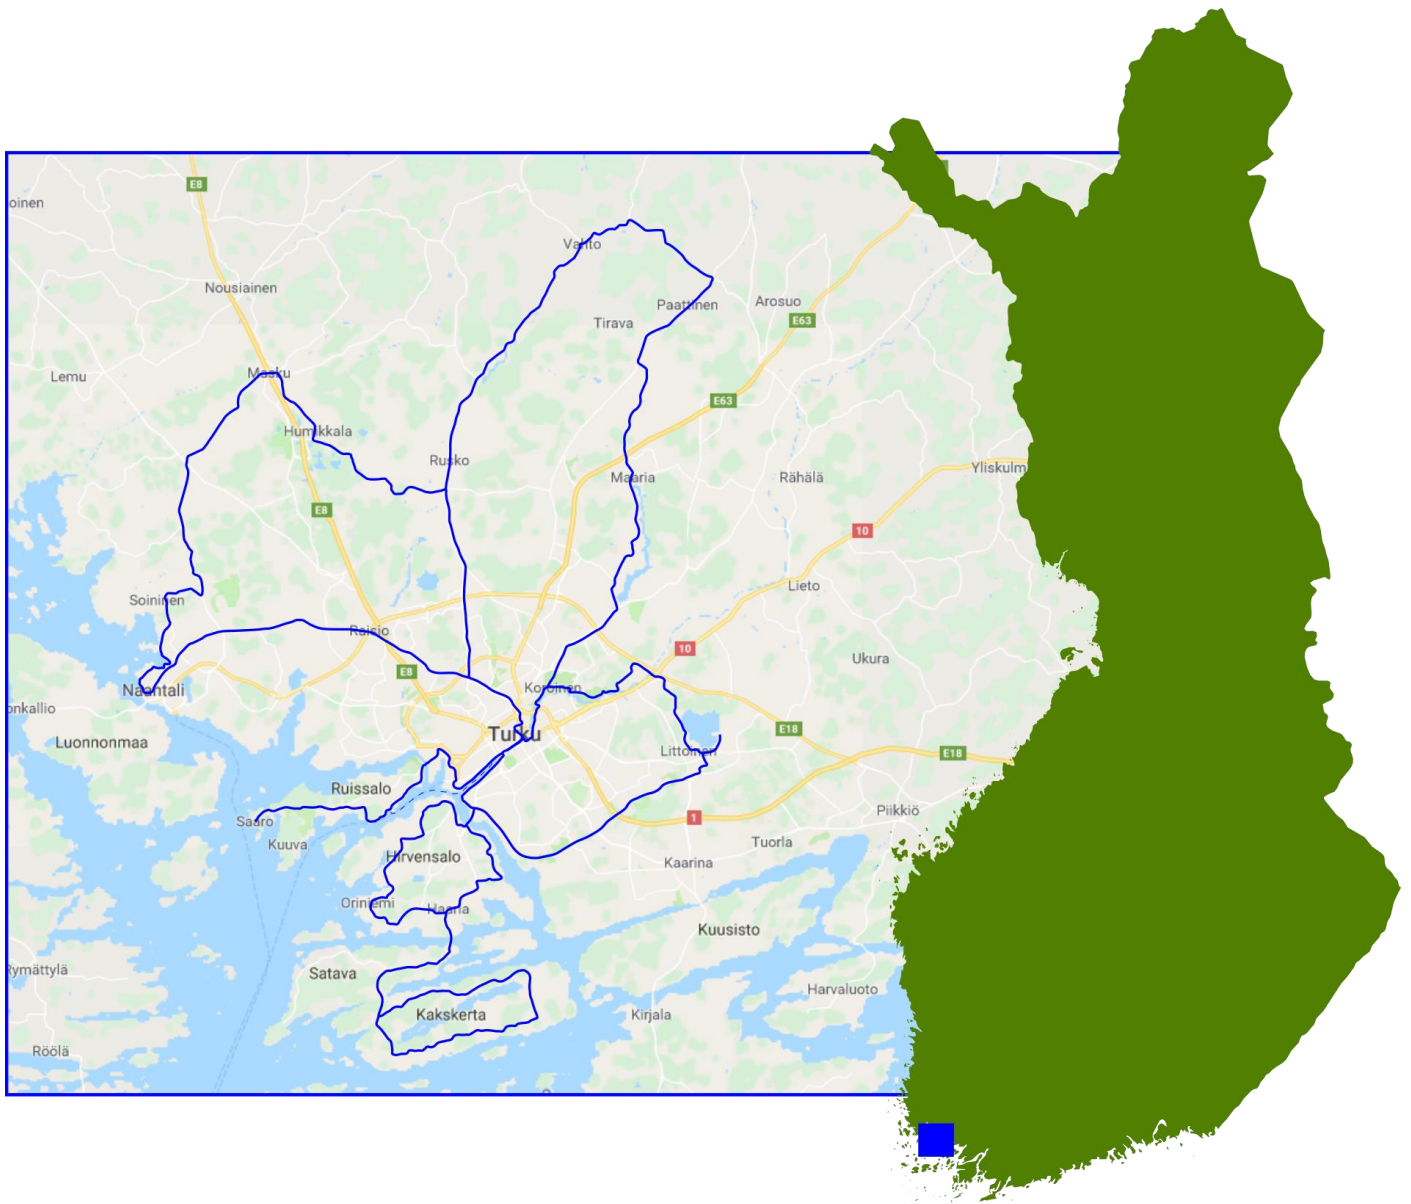 E8
oinen
Vahto
Nousiainen
Paattinen
Arosuo
E63
Tirava
Masku
Lemu
E63
Humikkala
Rusko
Yliskulm
Maaria
Rähälä
E8
10
Lieto
Soininen
Raisio
10
Ukura
E8
Koroinen
Naantali
onkallio
E18
Turku
Luonnonmaa
Littoinen
E18
Ruissalo
Piikkiö
1
Saaro
Tuorla
Kuuva
Hirvensalo
Kaarina
Oriniemi
Haaria
Kuusisto
Rymättylä
Satava
Harvaluoto
Kakskerta
Kirjala
Röölä